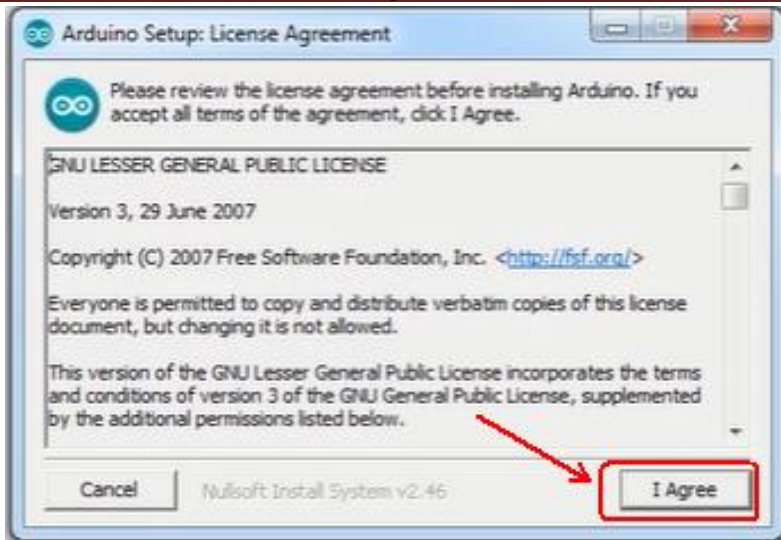 Arduino Setup: License Agreement
Please review the license agreement before installing Arduino. If you
accept all terms of the agreement, click I Agree.
GNU LESSER GENERAL PUBLIC LICENSE
Version 3, 29 June 2007
Copyright (C) 2007 Free Software Foundation, Inc. <http://fsf.org/>
Everyone is permitted to copy and distribute verbatim copies of this license
document, but changing it is not allowed.
This version of the GNU Lesser General Public License incorporates the terms
and conditions of version 3 of the GNU General Public License, supplemented
by the additional permissions listed below.
Cancel
Nullsoft Install System v2.46
I Agree